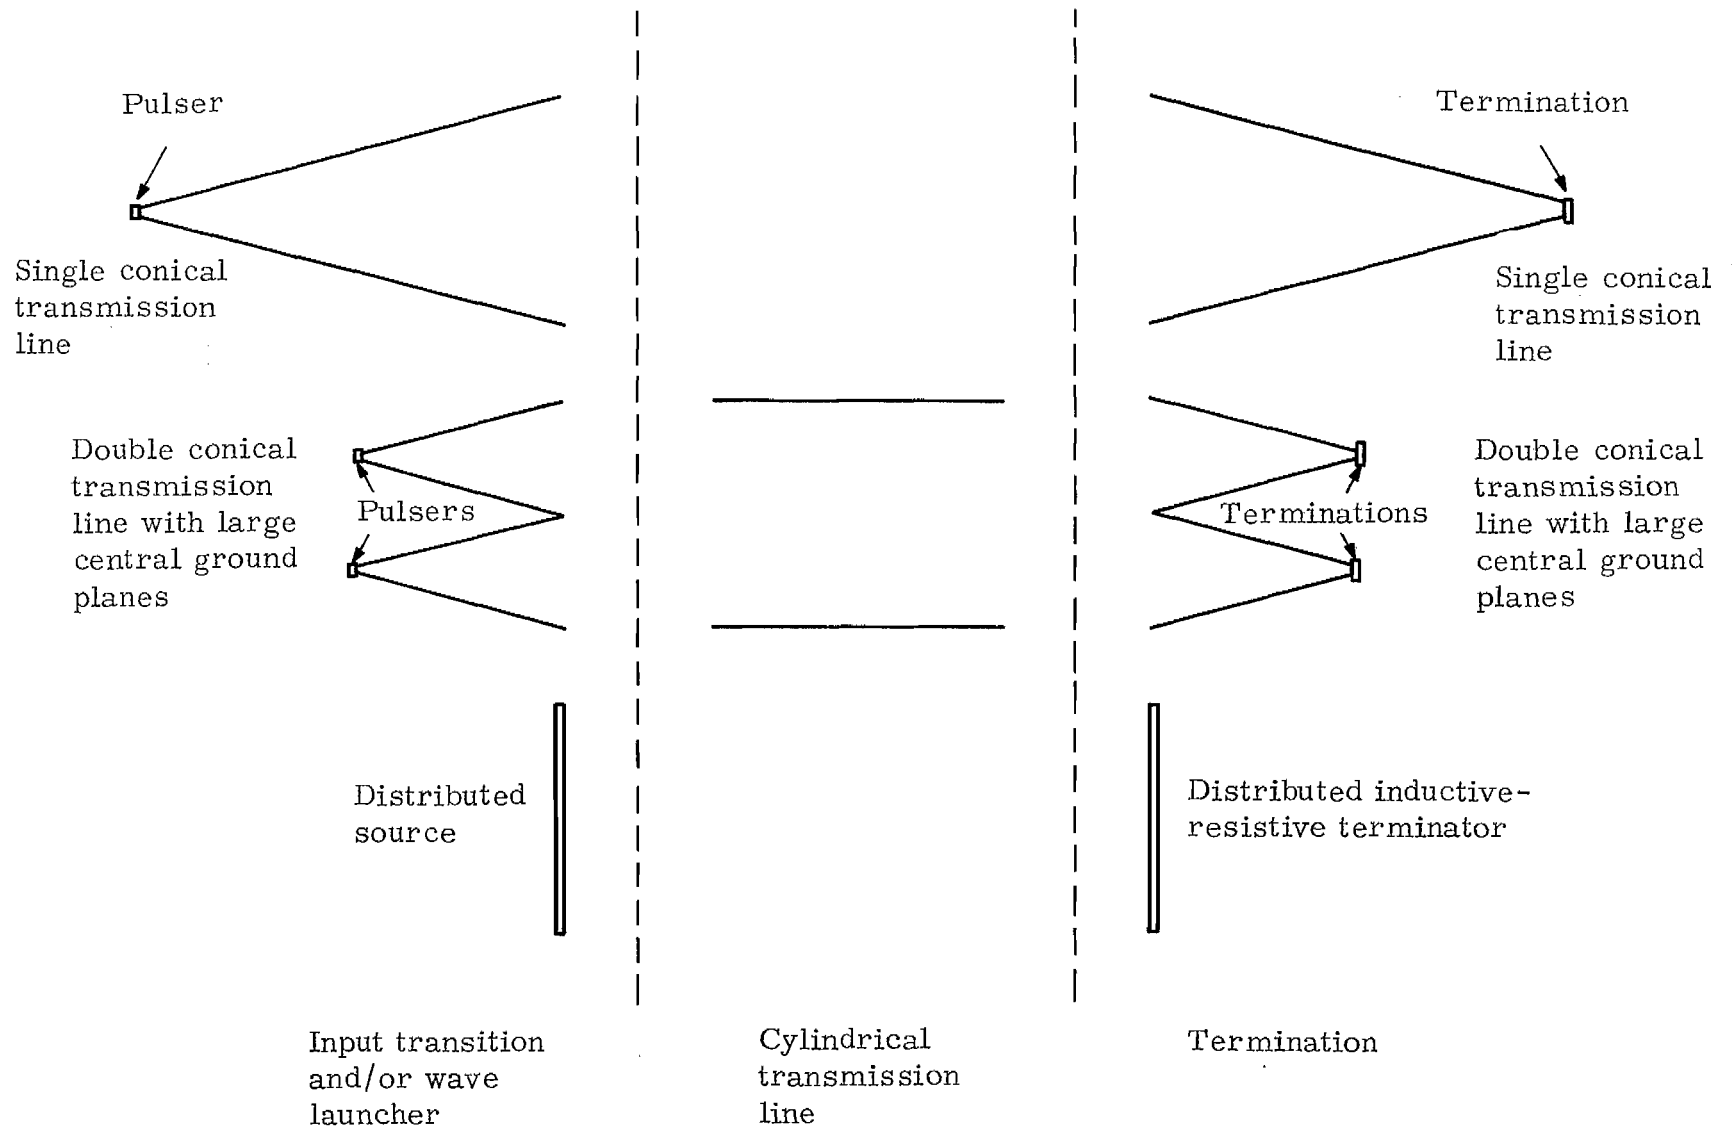 Pulser
Single conical
transmission
line
Double conical
transmission
line with large
central ground
planes
Pulsers
Distributed
source
Input transition
and/or wave
launcher
Cylindrical
transmission
line
Termination
Single conical
transmission
line
Terminations
Double conical
transmission
line with large
central ground
planes
Distributed inductive-
resistive terminator
Termination